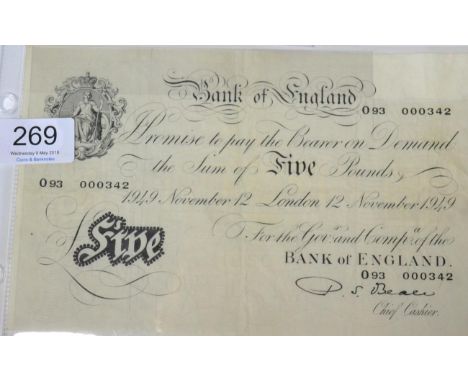 Bank of England
O93 000342
I Promise to pay the Bearer on Demand
the Sum of Five Pounds
O93 000342
1949 November 12 London 12 November 1949
For the Govr. and Compa. of the
BANK OF ENGLAND.
O93 000342
Five
P. S. Beale
Chief Cashier.
269
Wednesday 9 May 2018
Coins & Banknotes